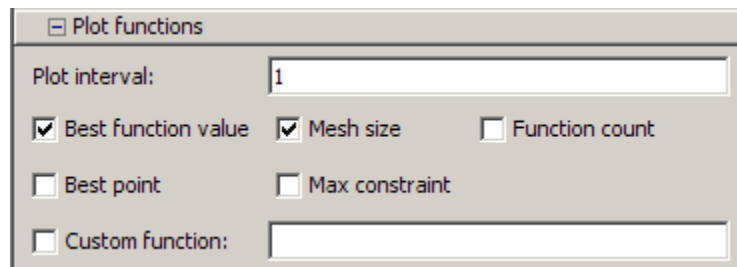 Plot functions
Plot interval: 1
Best function value Mesh size Function count
Best point Max constraint
Custom function: